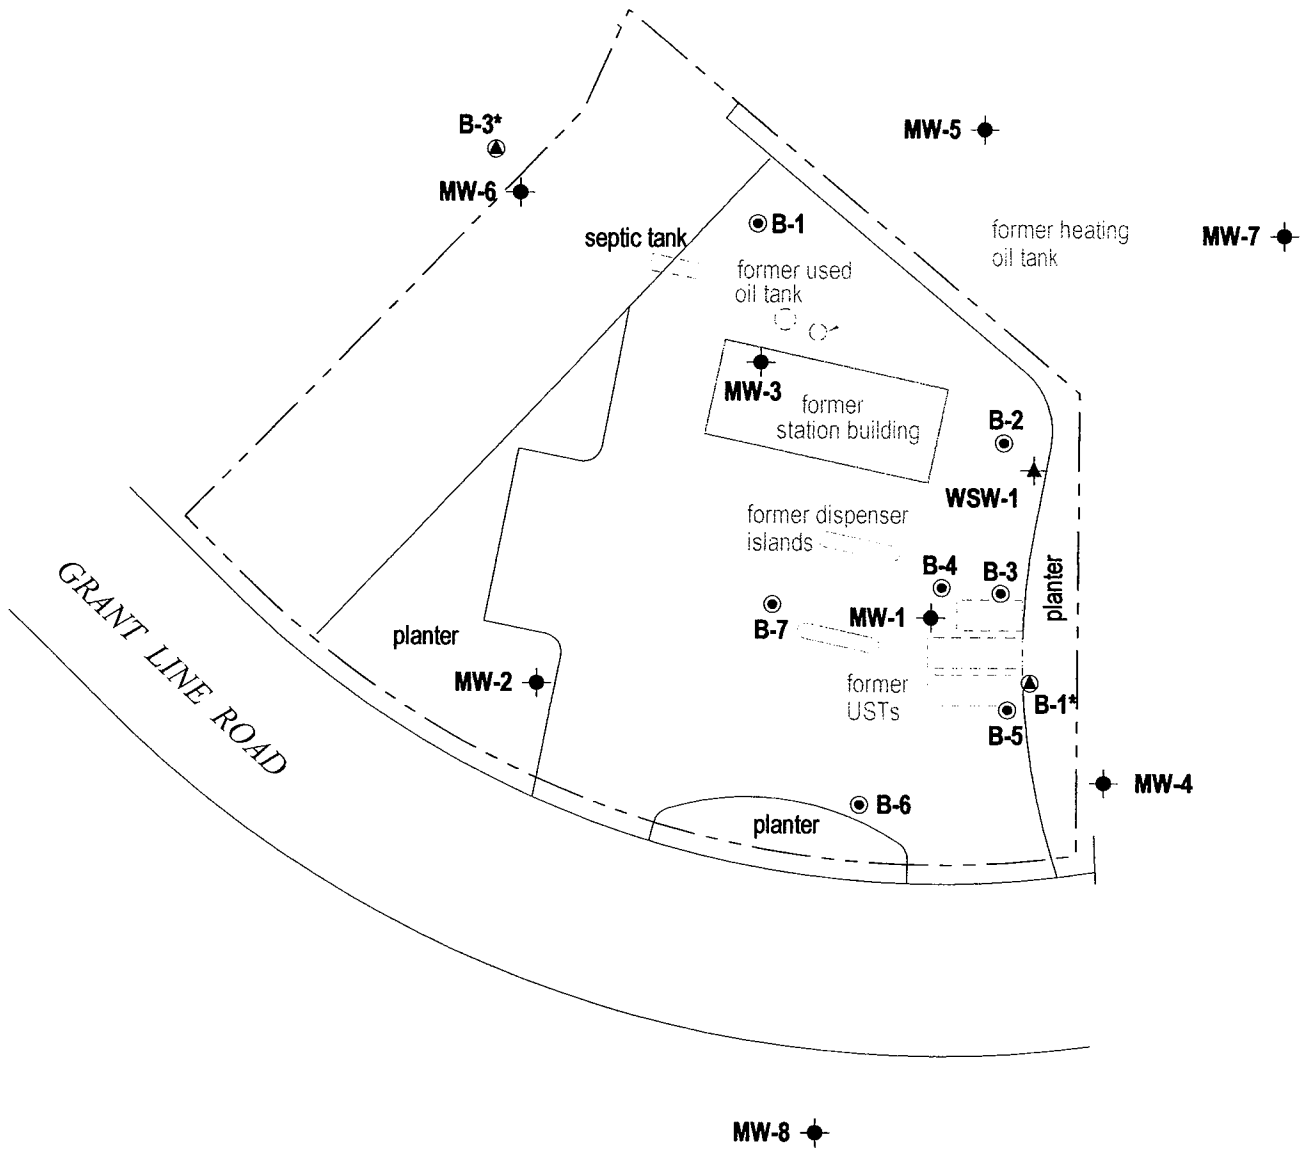 B-3*
MW-5
MW-6
B-1
septic tank
former heating
oil tank
MW-7
former used
oil tank
MW-3
former
station building
B-2
WSW-1
former dispenser
islands
B-4
B-3
planter
MW-1
B-7
planter
MW-2
former
USTs
B-1*
B-5
GRANT LINE ROAD
MW-4
B-6
planter
MW-8